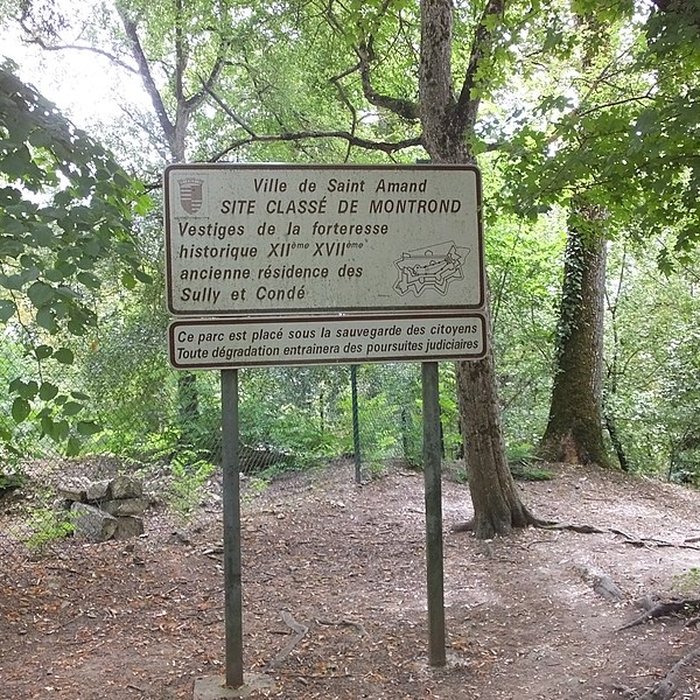 Ville de Saint Amand
SITE CLASSÉ DE MONTROND
Vestiges de la forteresse
historique XIIème XVIIème
ancienne résidence des
Sully et Condé
Ce parc est placé sous la sauvegarde des citoyens
Toute dégradation entrainera des poursuites judiciaires